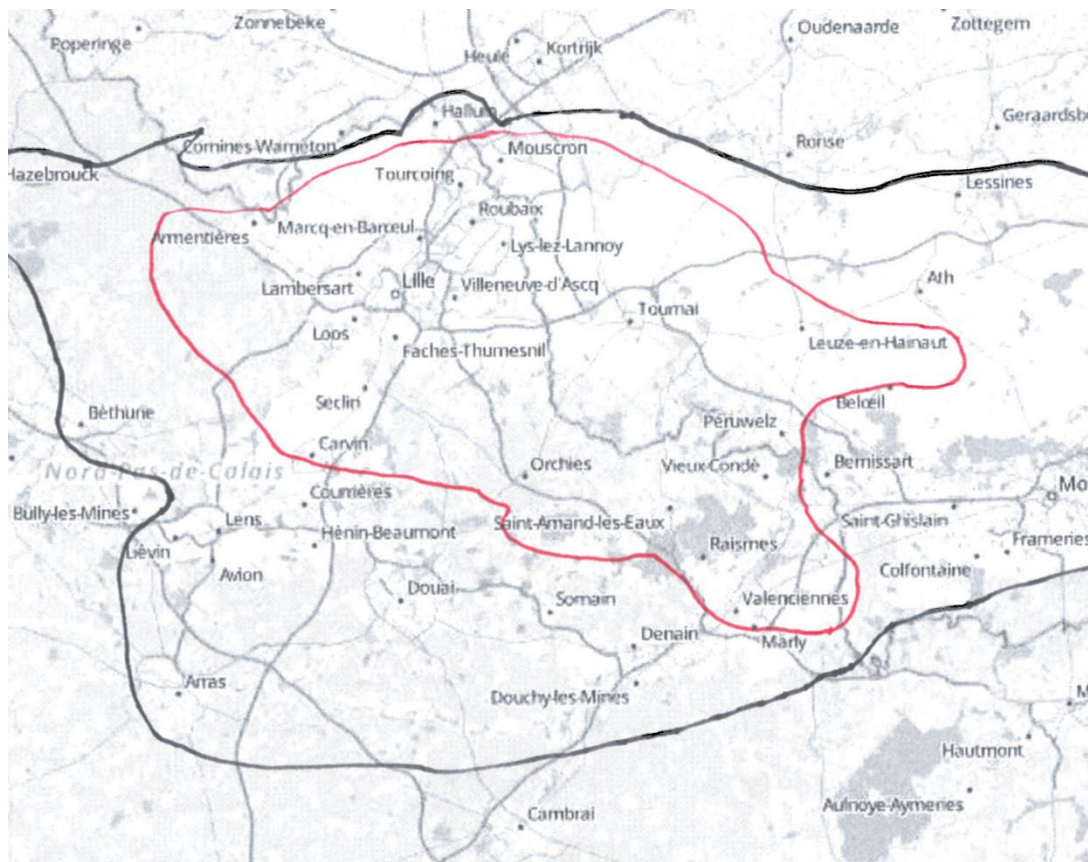 Zonnebeke
Oudenaarde
Zottegem
Poperinge
Heule
Kortrijk
Halluin
Geraardsbe
Comines-Warneton
Ronse
Mouscron
Hazebrouck
Tourcoing
Lessines
Roubaix
Armentières
Marcq-en-Barœul
Lys-lez-Lannoy
Lambersart
Lille
Villeneuve-d'Ascq
Ath
Tournai
Loos
Faches-Thumesnil
Leuze-en-Hainaut
Seclin
Belœil
Béthune
Péruwelz
Carvin
Nord-Pas-de-Calais
Orchies
Vieux-Condé
Bernissart
Mo
Courrières
Bully-les-Mines
Lens
Saint-Amand-les-Eaux
Saint-Ghislain
Liévin
Hénin-Beaumont
Raismes
Frameries
Avion
Colfontaine
Douai
Somain
Valenciennes
Denain
Marly
Arras
Douchy-les-Mines
M
Hautmont
Cambrai
Aulnoye-Aymeries